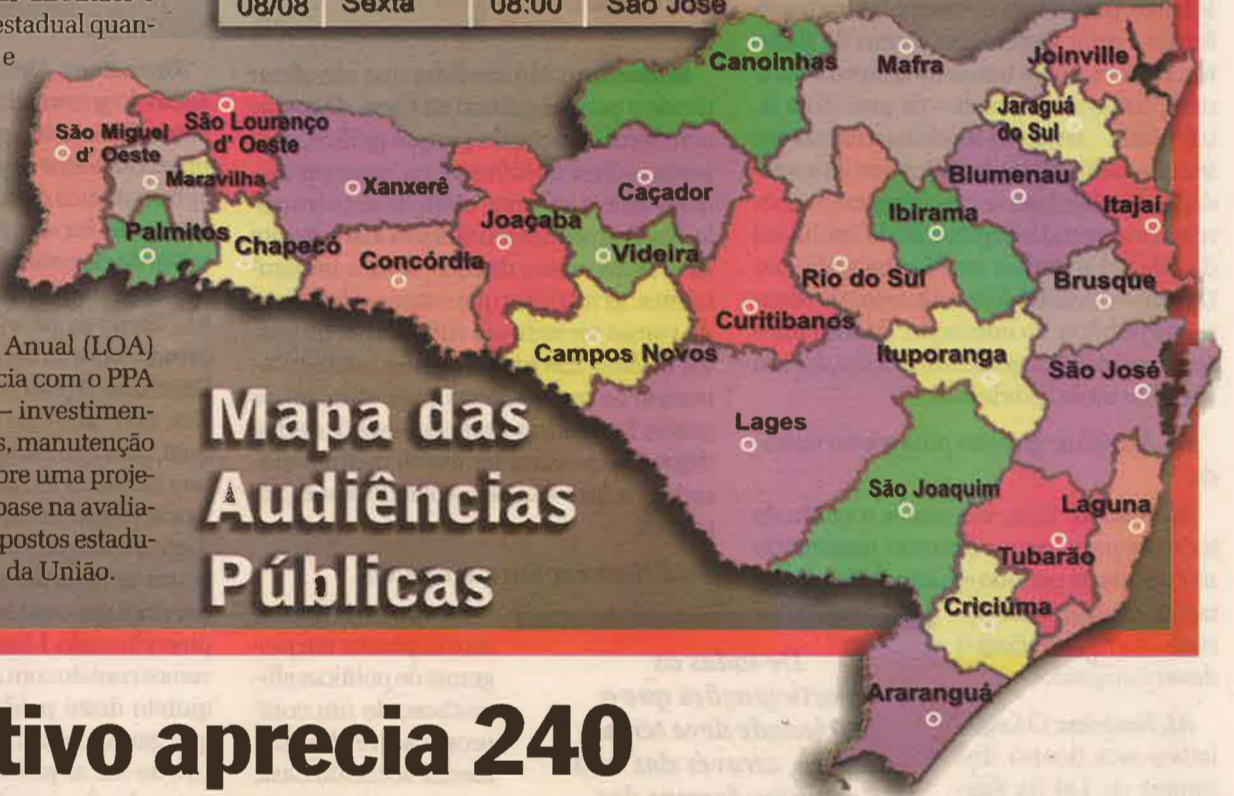 08/08 Sexta 08:00 São José
estadual quan-
e
Anual (LOA)
cia com o PPA
– investimen-
s, manutenção
bre uma proje-
base na avalia-
postos estadu-
da União.
Mapa das
Audiências
Públicas
Canoinhas
Mafra
Joinville
Jaraguá
do Sul
São Miguel
d' Oeste
São Lourenço
d' Oeste
Maravilha
Xanxerê
Caçador
Blumenau
Itajaí
Ibirama
Joaçaba
Palmitos
Chapecó
Concórdia
Videira
Rio do Sul
Brusque
Curitibanos
Campos Novos
Ituporanga
São José
Lages
São Joaquim
Laguna
Tubarão
Criciúma
Araranguá
tivo aprecia 240